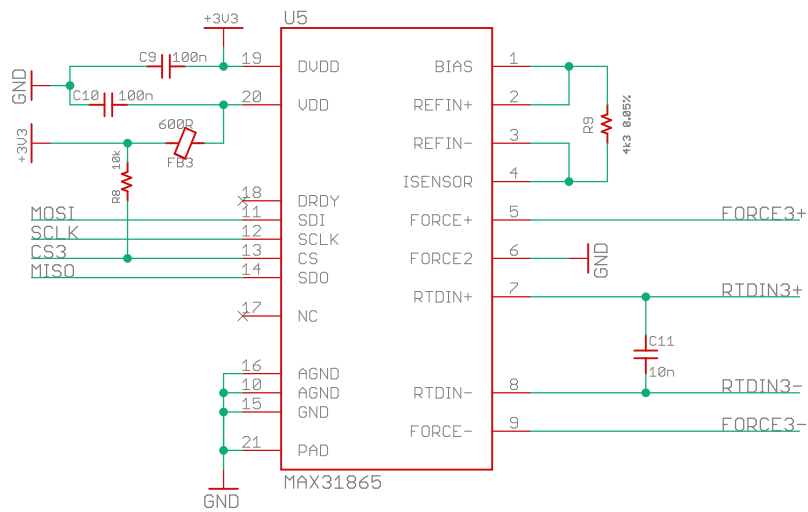 +3V3
U5
C9 100n
19 DVDD
BIAS 1
GND
C10 100n
20 VDD
REFIN+ 2
R9
4k3 0.05%
600R
FB3
+3V3
10k
R8
REFIN- 3
ISENSOR 4
18 DRDY
MOSI 11 SDI
FORCE+ 5 FORCE3+
SCLK 12 SCLK
CS3 13 CS
FORCE2 6 GND
MISO 14 SDO
RTDIN+ 7 RTDIN3+
17 NC
C11
10n
16 AGND
10 AGND
RTDIN- 8 RTDIN3-
15 GND
FORCE- 9 FORCE3-
21 PAD
GND
MAX31865